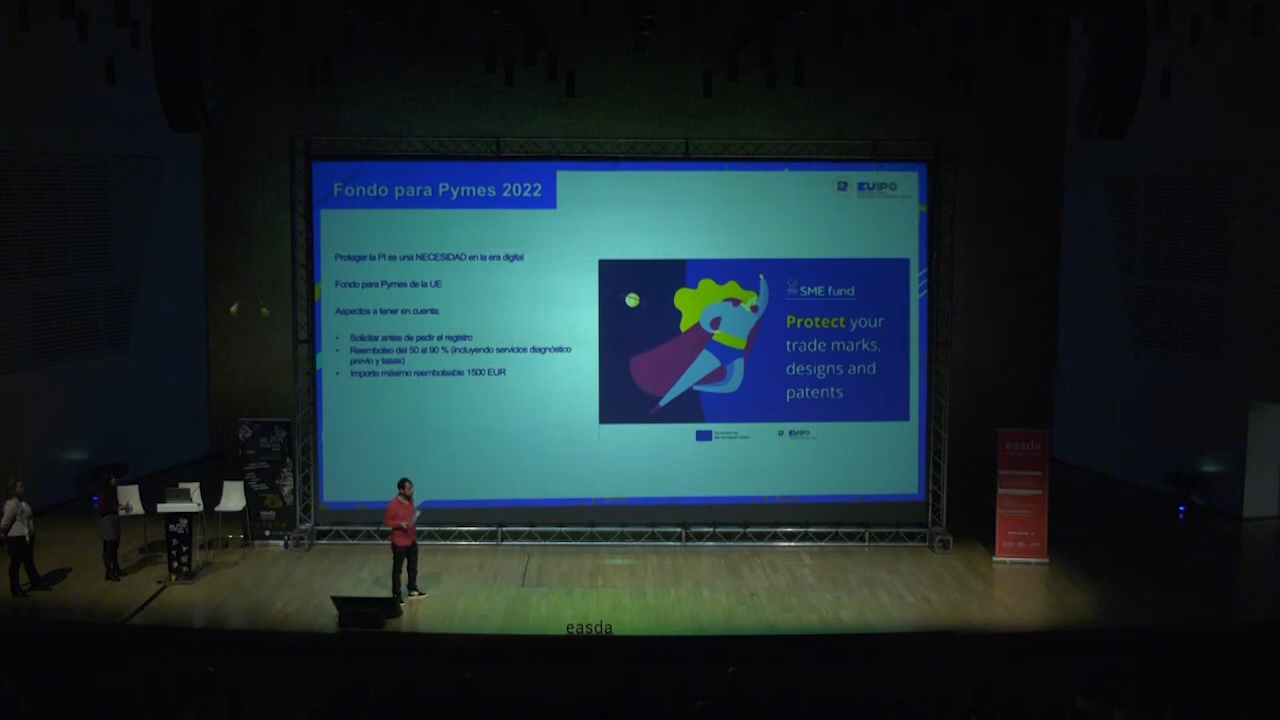 Fondo para Pymes 2022
EUIPO
Proteger la PI es una NECESIDAD en la era digital
Fondo para Pymes de la UE
Aspectos a tener en cuenta:
• Solicitar antes de pedir el registro
• Reembolso del 50 al 90 % (incluyendo servicios diagnóstico
previo y tasas)
• Importe máximo reembolsable 1500 EUR
SME fund
Protect your
trade marks,
designs and
patents
EUIPO
easda
easda